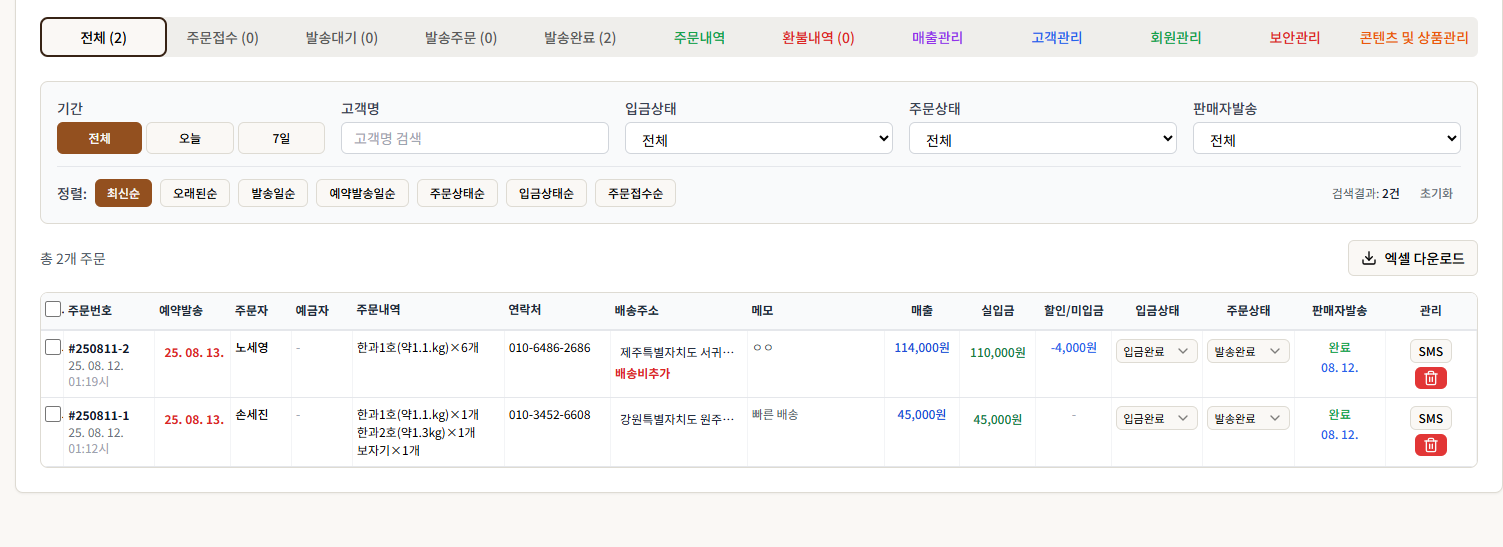 전체 (2) 주문접수 (0) 발송대기 (0) 발송주문 (0) 발송완료 (2) 주문내역 환불내역 (0) 매출관리 고객관리 회원관리 보안관리 콘텐츠 및 상품관리
기간 고객명 입금상태 주문상태 판매자발송
전체 오늘 7일 고객명 검색 전체 전체 전체
정렬: 최신순 오래된순 발송일순 예약발송일순 주문상태순 입금상태순 주문접수순 검색결과: 2건 초기화
총 2개 주문 엑셀 다운로드
주문번호 예약발송 주문자 예금자 주문내역 연락처 배송주소 메모 매출 실입금 할인/미입금 입금상태 주문상태 판매자발송 관리
#250811-2 25. 08. 13. 노세영 - 한과1호(약1.1.kg)×6개 010-6486-2686 제주특별자치도 서귀… ㅇㅇ 114,000원 110,000원 -4,000원 입금완료 발송완료 완료 SMS
25. 08. 12. 배송비추가 08. 12.
01:19시
#250811-1 25. 08. 13. 손세진 - 한과1호(약1.1.kg)×1개 010-3452-6608 강원특별자치도 원주… 빠른 배송 45,000원 45,000원 - 입금완료 발송완료 완료 SMS
25. 08. 12. 한과2호(약1.3kg)×1개 08. 12.
01:12시 보자기×1개